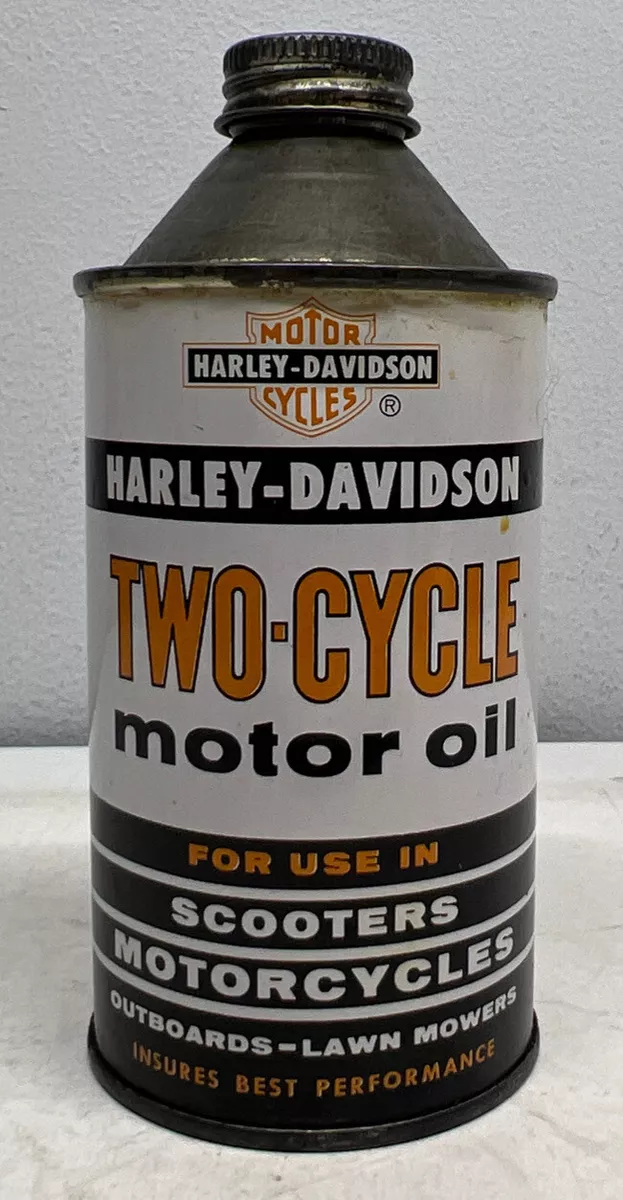 MOTOR
HARLEY-DAVIDSON
CYCLES ®
HARLEY-DAVIDSON
TWO-CYCLE
motor oil
FOR USE IN
SCOOTERS
MOTORCYCLES
OUTBOARDS-LAWN MOWERS
INSURES BEST PERFORMANCE